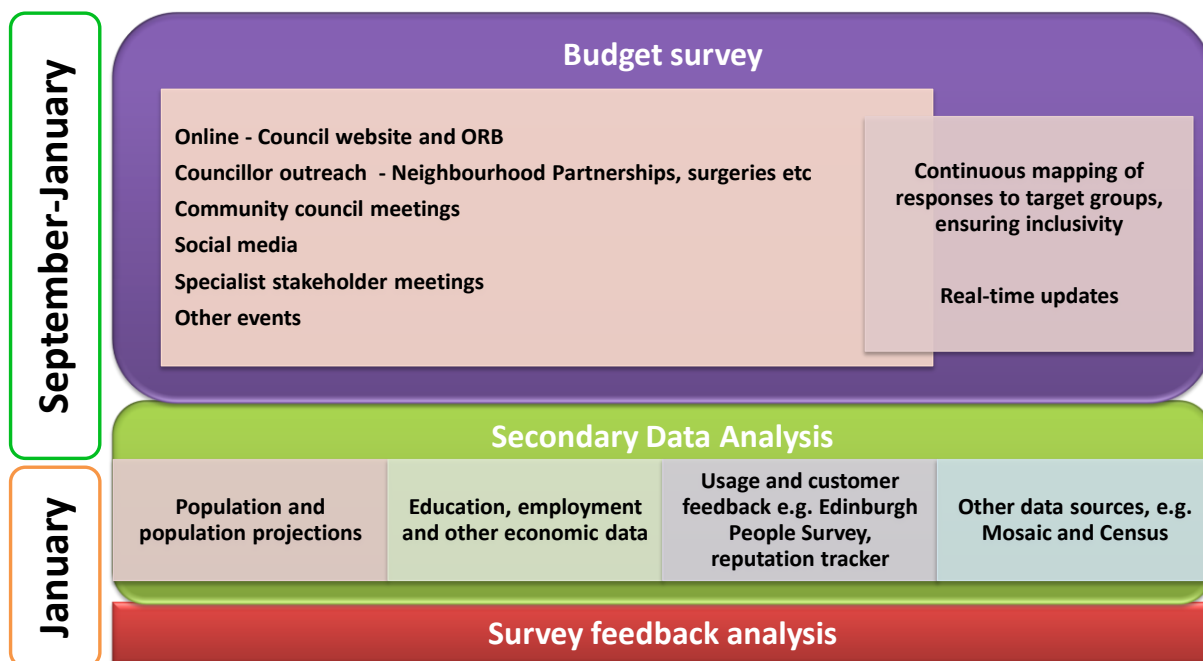 September-January
Budget survey
Online - Council website and ORB
Councillor outreach  - Neighbourhood Partnerships, surgeries etc
Community council meetings
Social media
Specialist stakeholder meetings
Other events
Continuous mapping of
responses to target groups,
ensuring inclusivity
Real-time updates
January
Secondary Data Analysis
Population and
population projections
Education, employment
and other economic data
Usage and customer
feedback e.g. Edinburgh
People Survey,
reputation tracker
Other data sources, e.g.
Mosaic and Census
Survey feedback analysis